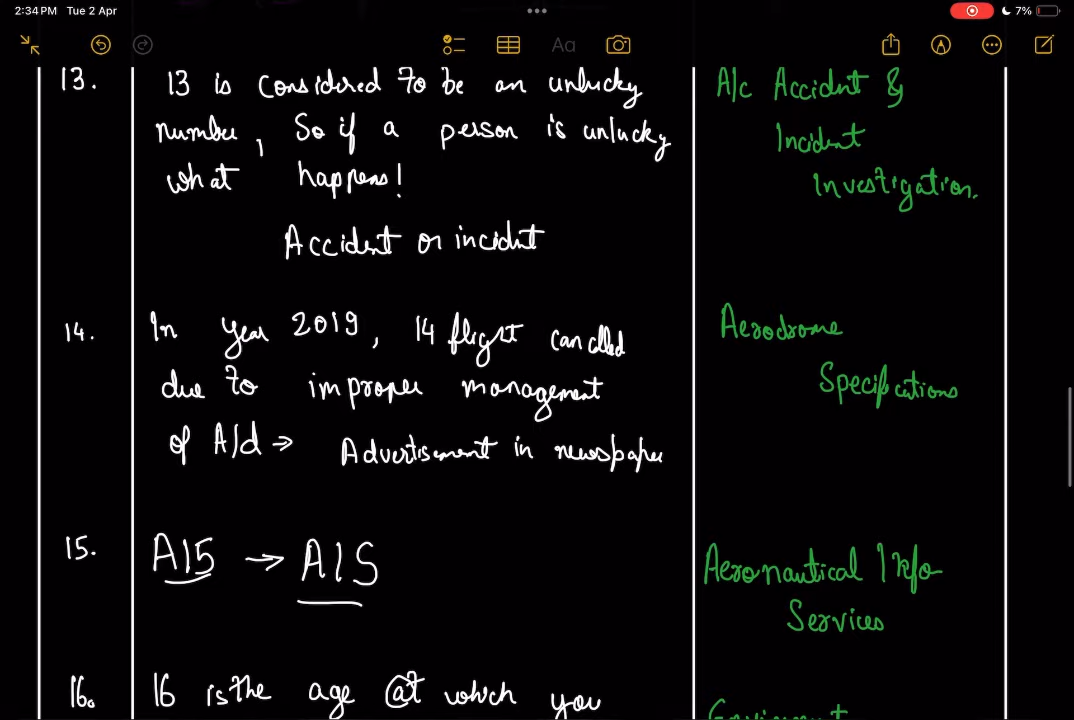 2:34 PM Tue 2 Apr
7%
Aa
13. 13 is considered to be an unlucky A/c Accident &
number, So if a person is unlucky Incident
what happens! Investigation.
Accident or incident
14. In year 2019, 14 flight cancelled Aerodrome
due to improper management Specifications
of A/d ⇒ Advertisment in newspaper
15. A15 → AIS Aeronautical Info
Services
16. 16 is the age @t which you